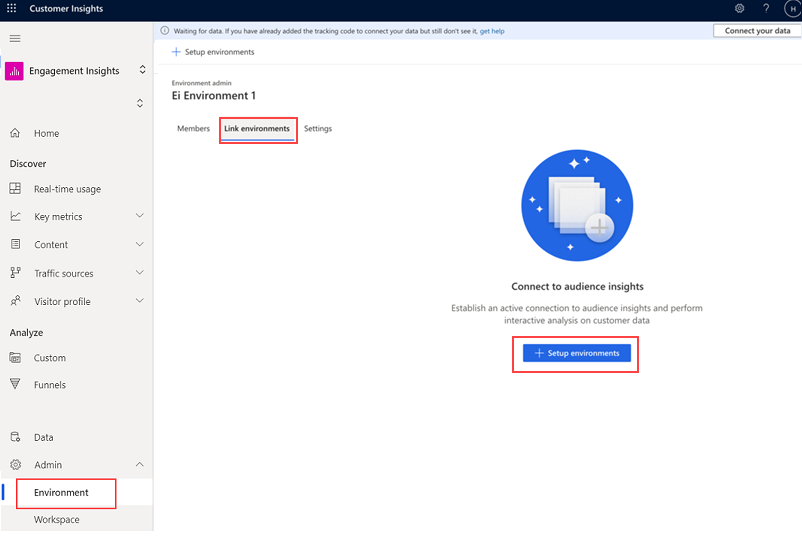 Customer Insights
?
H
Waiting for data. If you have already added the tracking code to connect your data but still don't see it, get help
Connect your data
Engagement Insights
Setup environments
Environment admin
Ei Environment 1
Members
Link environments
Settings
Home
Discover
Real-time usage
Key metrics
Content
Traffic sources
Visitor profile
Analyze
Custom
Funnels
Data
Admin
Environment
Workspace
Connect to audience insights
Establish an active connection to audience insights and perform
interactive analysis on customer data
Setup environments